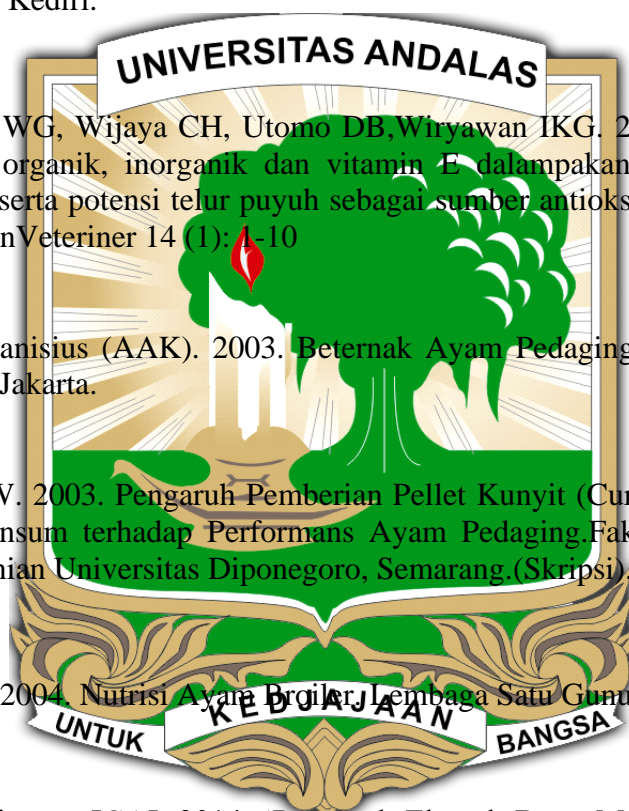 Kediri.
UNIVERSITAS ANDALAS
WG, Wijaya CH, Utomo DB,Wiryawan IKG. 2
organik, inorganik dan vitamin E dalampakan
serta potensi telur puyuh sebagai sumber antioks
nVeteriner 14 (1): 1-10
anisius (AAK). 2003. Beternak Ayam Pedaging
Jakarta.
V. 2003. Pengaruh Pemberian Pellet Kunyit (Cur
nsum terhadap Performans Ayam Pedaging.Fak
nian Universitas Diponegoro, Semarang.(Skripsi).
2004. Nutrisi Ayam Broiler. Lembaga Satu Gunu
UNTUK KEDJAJAAN BANGSA